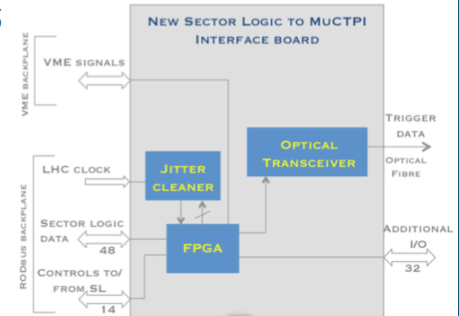 New Sector Logic to MuCTPI
Interface board
VME backplane
VME signals
Trigger
data
Optical
Transceiver
Optical
Fibre
RODbus backplane
LHC clock
Jitter
cleaner
Sector Logic
data
48
FPGA
Additional
I/O
32
Controls to/
from SL
14